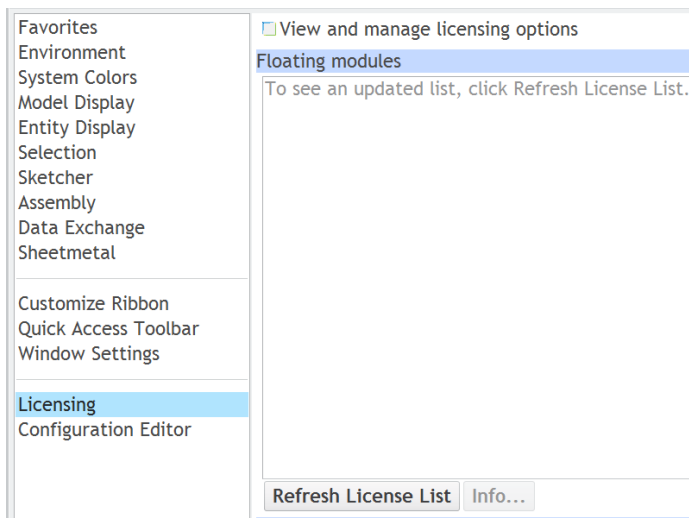 Favorites
Environment
System Colors
Model Display
Entity Display
Selection
Sketcher
Assembly
Data Exchange
Sheetmetal
Customize Ribbon
Quick Access Toolbar
Window Settings
Licensing
Configuration Editor
View and manage licensing options
Floating modules
To see an updated list, click Refresh License List.
Refresh License List
Info...